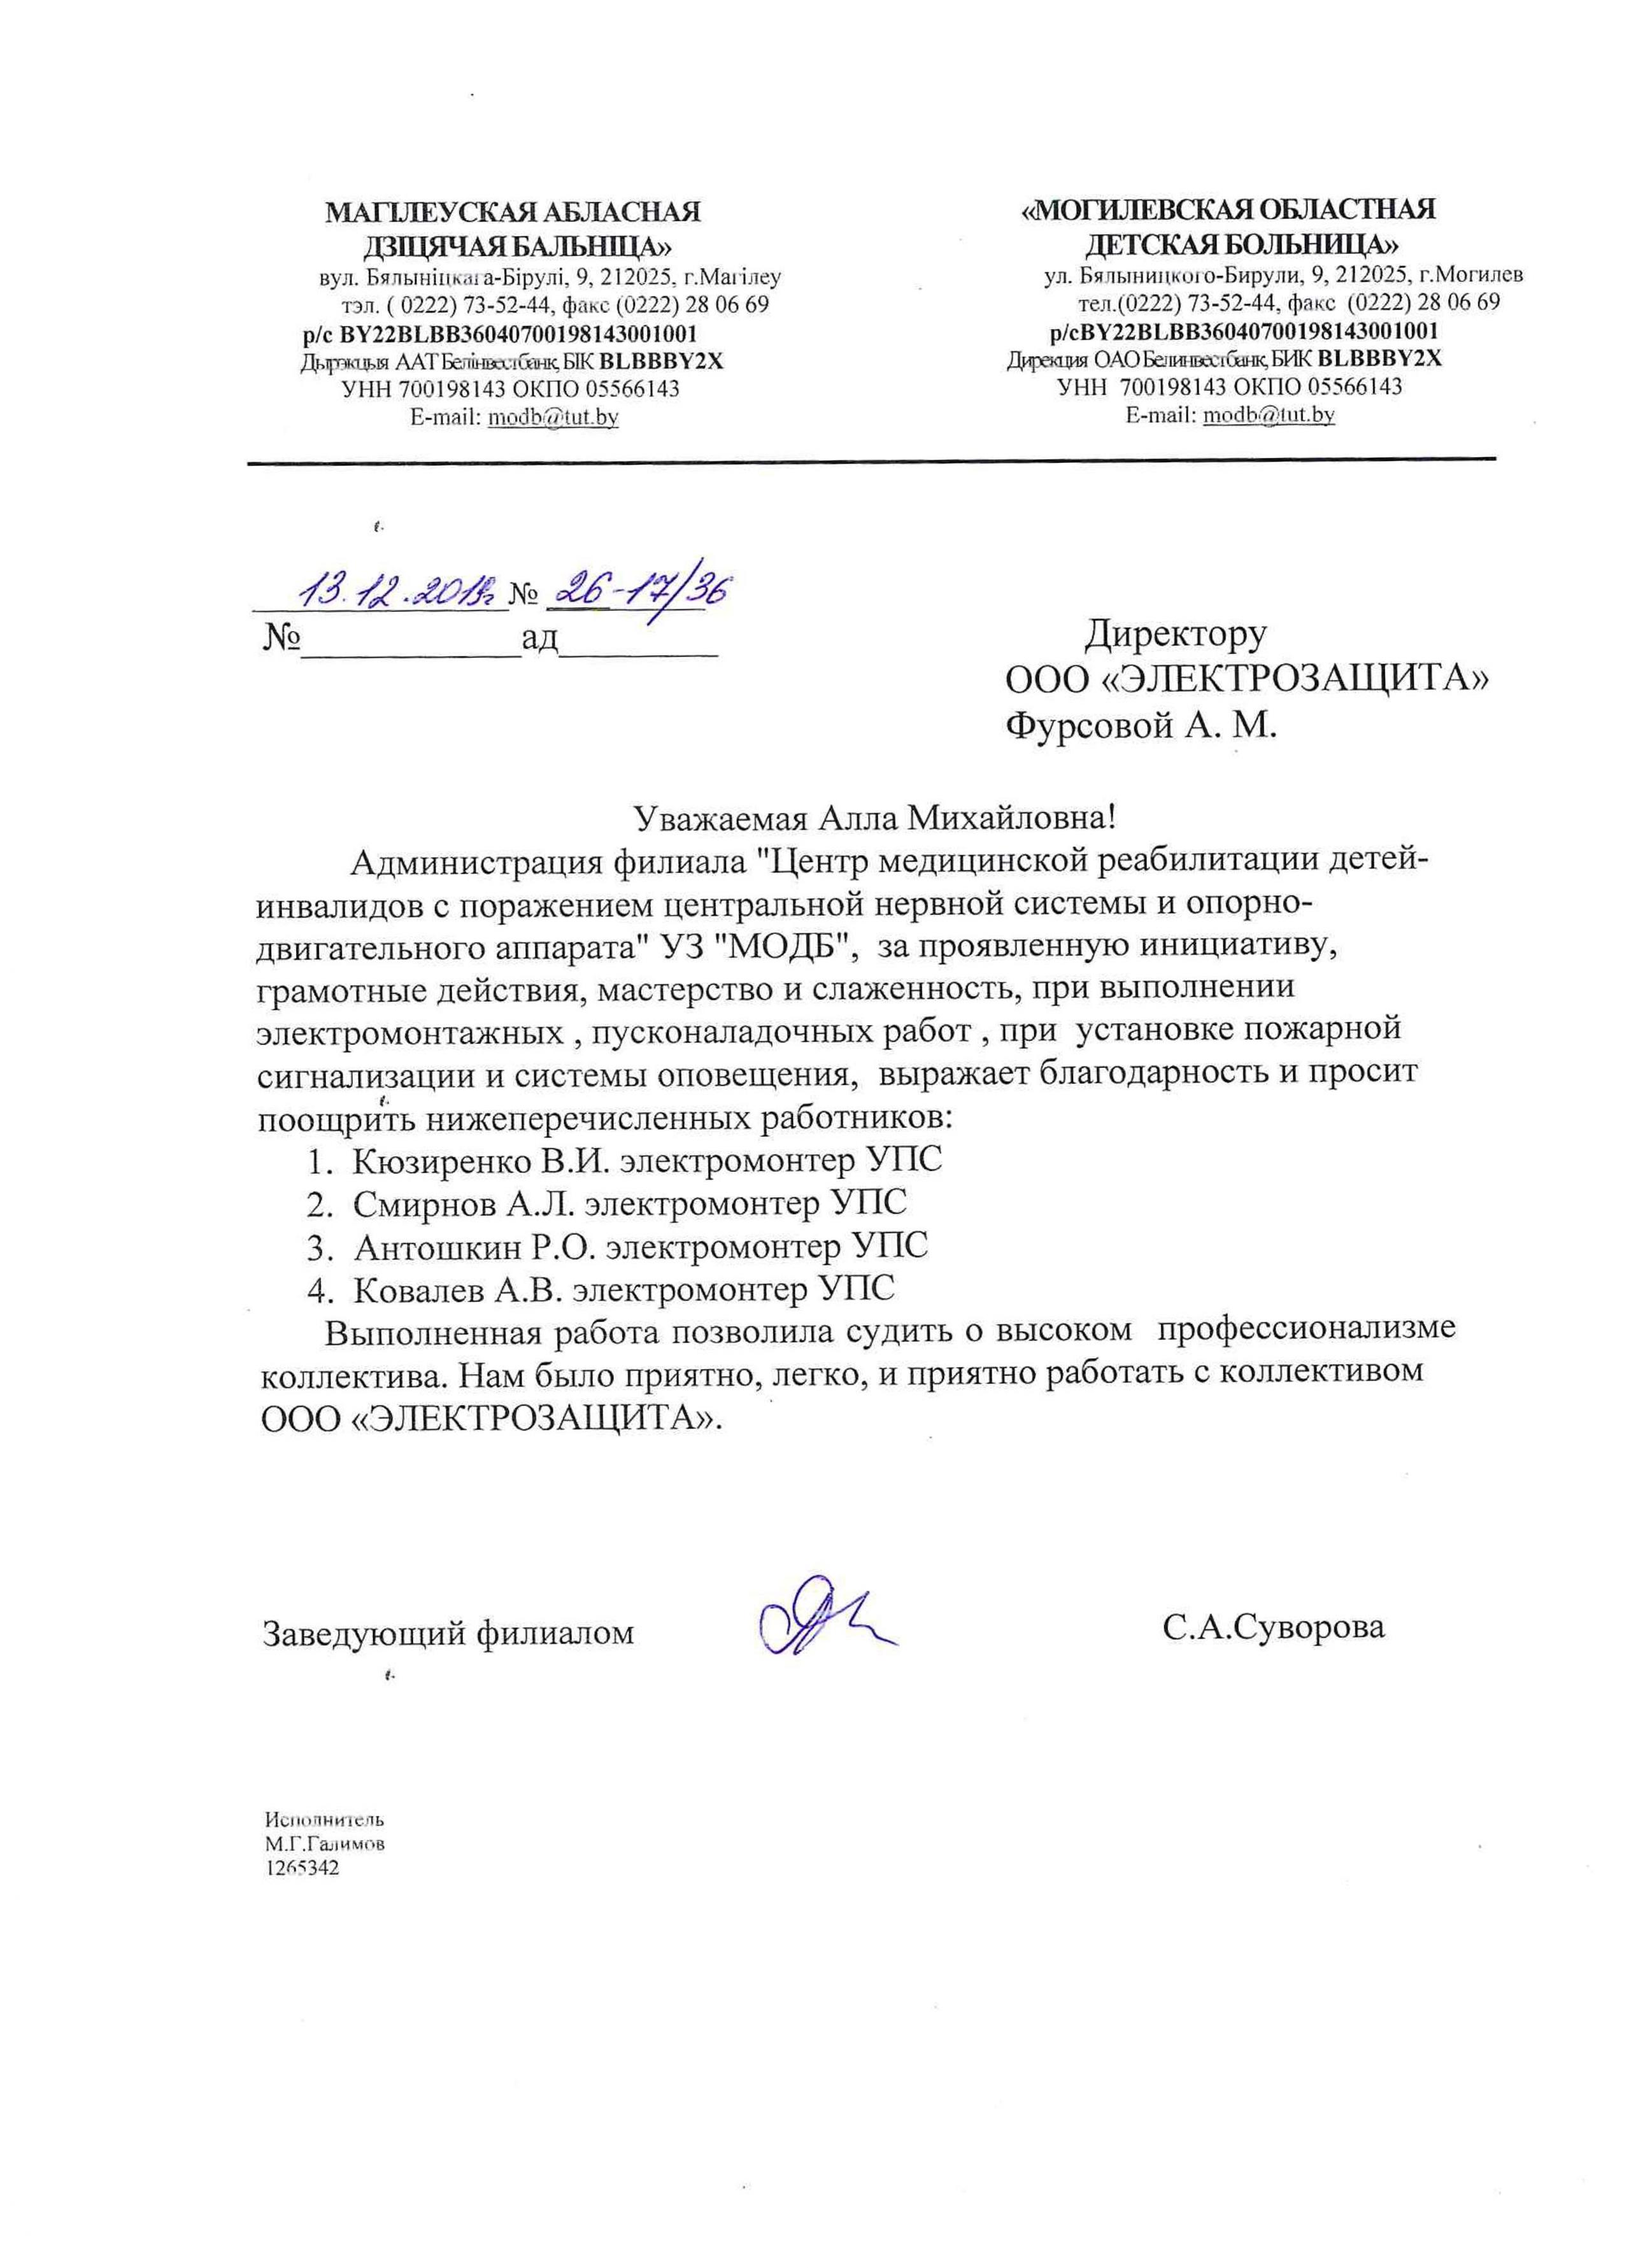 МАГІЛЕУСКАЯ АБЛАСНАЯ
ДЗІЦЯЧАЯ БАЛЬНІЦА»
вул. Бялыніцкага-Бірулі, 9, 212025, г.Магілеу
тэл. ( 0222) 73-52-44, факс (0222) 28 06 69
р/с BY22BLBB36040700198143001001
Дырэкцыя ААТ Белінвестбанк, БІК BLBBBY2X
УНН 700198143 ОКПО 05566143
E-mail: modb@tut.by
«МОГИЛЕВСКАЯ ОБЛАСТНАЯ
ДЕТСКАЯ БОЛЬНИЦА»
ул. Бялыницкого-Бирули, 9, 212025, г.Могилев
тел.(0222) 73-52-44, факс (0222) 28 06 69
р/сBY22BLBB36040700198143001001
Дирекция ОАО Белинвестбанк, БИК BLBBBY2X
УНН 700198143 ОКПО 05566143
E-mail: modb@tut.by
13.12.2019г № 26-17/36
№ ад
Директору
ООО «ЭЛЕКТРОЗАЩИТА»
Фурсовой А. М.
Уважаемая Алла Михайловна!
Администрация филиала "Центр медицинской реабилитации детей-
инвалидов с поражением центральной нервной системы и опорно-
двигательного аппарата" УЗ "МОДБ", за проявленную инициативу,
грамотные действия, мастерство и слаженность, при выполнении
электромонтажных , пусконаладочных работ , при установке пожарной
сигнализации и системы оповещения, выражает благодарность и просит
поощрить нижеперечисленных работников:
1. Кюзиренко В.И. электромонтер УПС
2. Смирнов А.Л. электромонтер УПС
3. Антошкин Р.О. электромонтер УПС
4. Ковалев А.В. электромонтер УПС
Выполненная работа позволила судить о высоком профессионализме
коллектива. Нам было приятно, легко, и приятно работать с коллективом
ООО «ЭЛЕКТРОЗАЩИТА».
Заведующий филиалом С.А.Суворова
Исполнитель
М.Г.Галимов
1265342